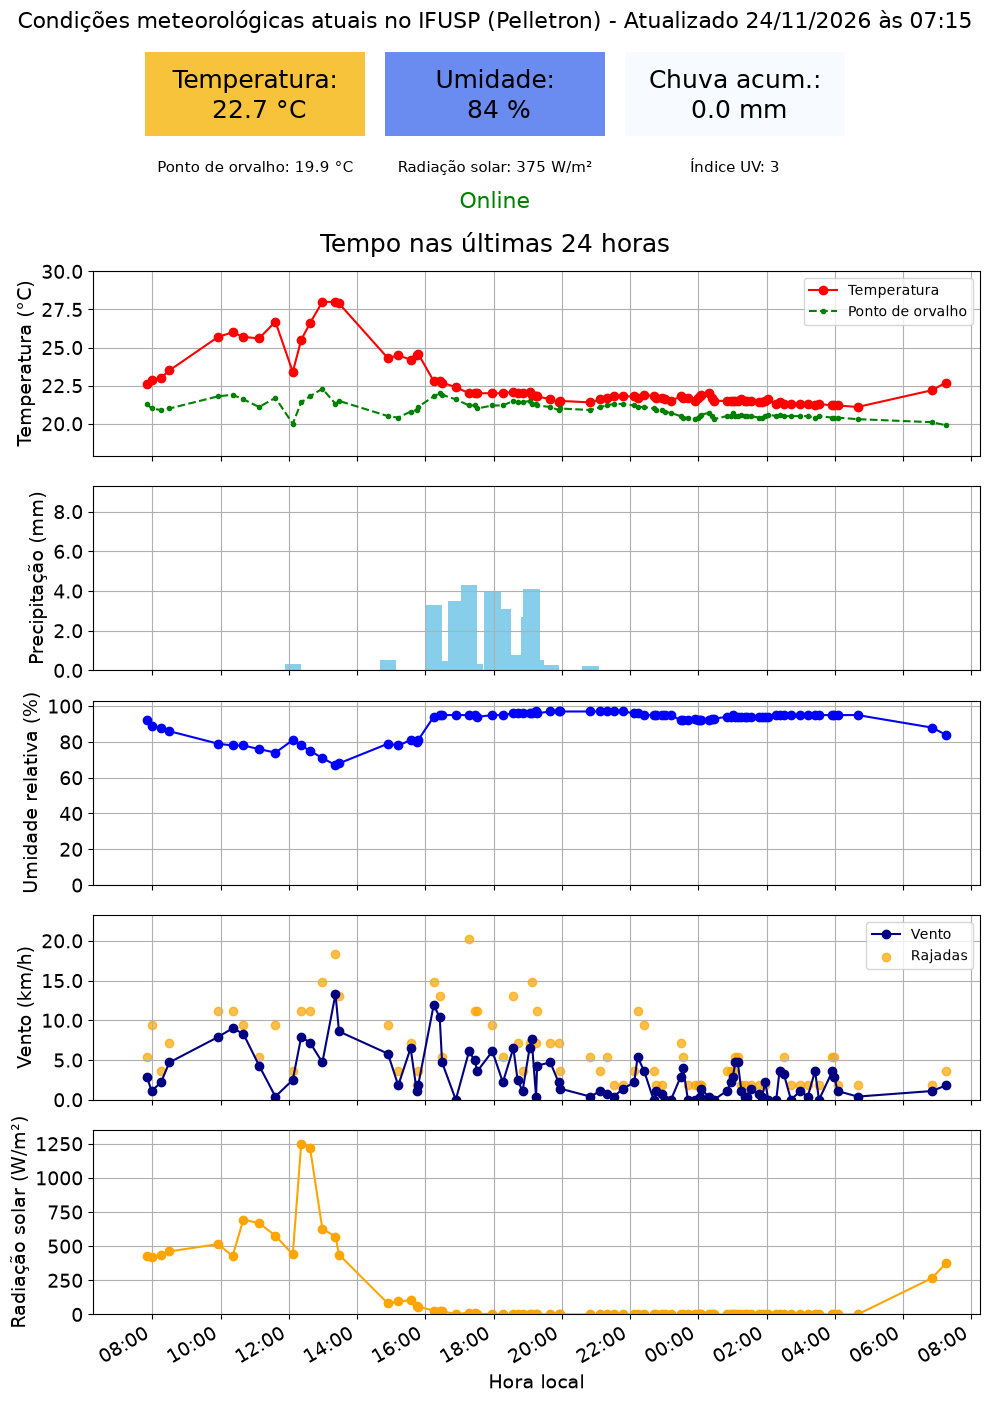 Condições meteorológicas atuais no IFUSP (Pelletron) - Atualizado 24/11/2026 às 07:15
Temperatura:
22.7 °C
Umidade:
84 %
Chuva acum.:
0.0 mm
Ponto de orvalho: 19.9 °C
Radiação solar: 375 W/m²
Índice UV: 3
Online
Tempo nas últimas 24 horas
Temperatura (°C)
30.0
27.5
25.0
22.5
20.0
Temperatura
Ponto de orvalho
Precipitação (mm)
8.0
6.0
4.0
2.0
0.0
Umidade relativa (%)
100
80
60
40
20
0
Vento (km/h)
20.0
15.0
10.0
5.0
0.0
Vento
Rajadas
Radiação solar (W/m²)
1250
1000
750
500
250
0
08:00
10:00
12:00
14:00
16:00
18:00
20:00
22:00
00:00
02:00
04:00
06:00
08:00
Hora local